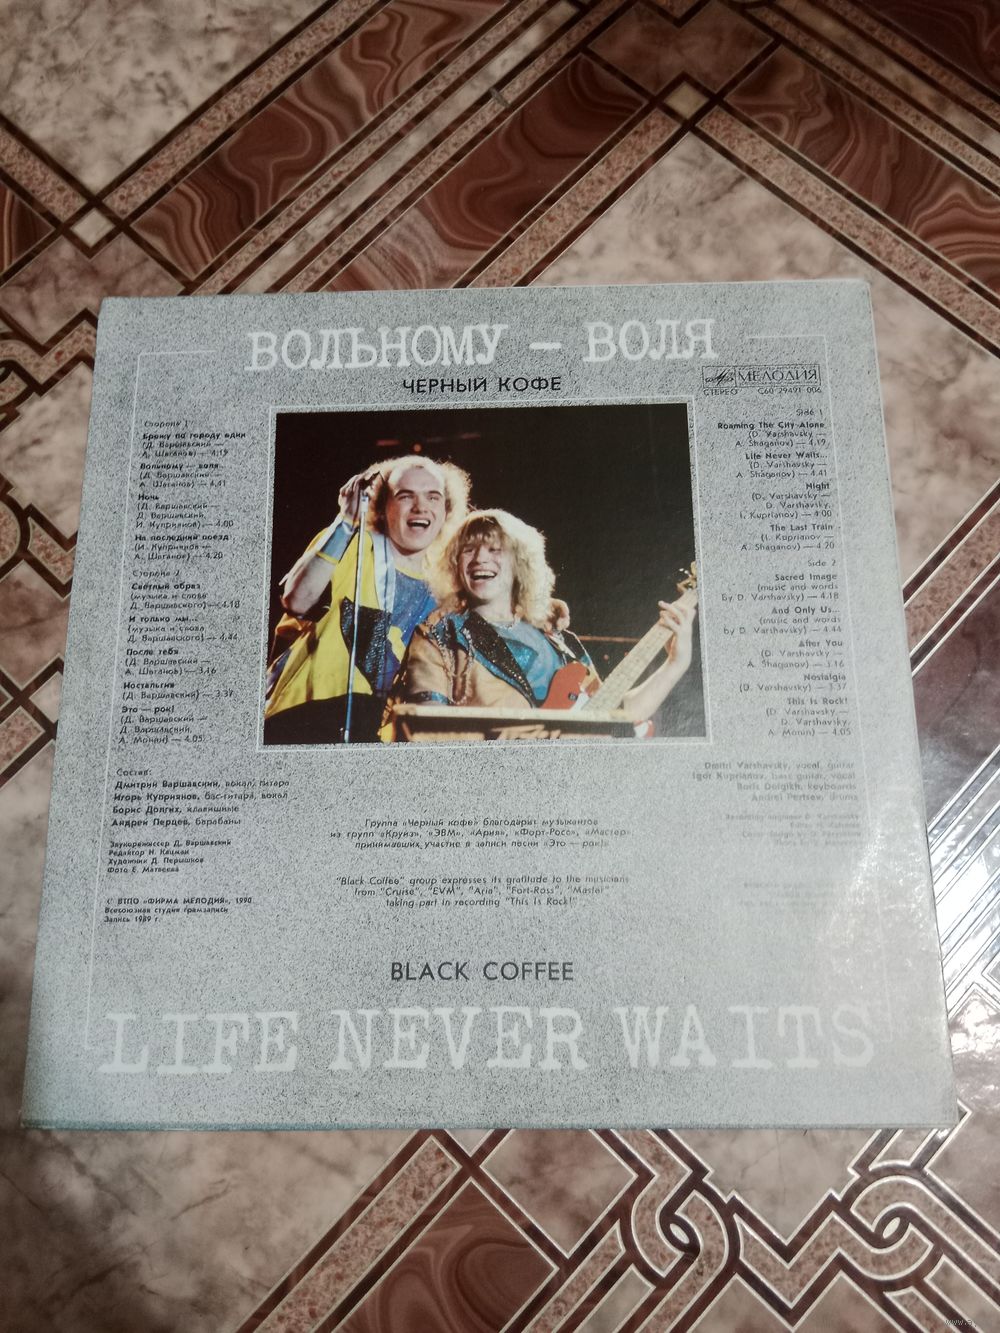 ВОЛЬНОМУ – ВОЛЯ
ЧЕРНЫЙ КОФЕ
МЕЛОДИЯ
СТЕРЕО С60 29491 006
Сторона 1
Брожу по городу один
(Д. Варшавский —
А. Шаганов) — 4.19
Вольному — воля...
(Д. Варшавский —
А. Шаганов) — 4.41
Ночь
(Д. Варшавский —
Д. Варшавский,
И. Куприянов) — 4.00
На последний поезд
(И. Куприянов —
А. Шаганов) — 4.20
Сторона 2
Светлый образ
(музыка и слова
Д. Варшавского) — 4.18
И только мы...
(музыка и слова
Д. Варшавского) — 4.44
После тебя
(Д. Варшавский —
А. Шаганов) — 3.16
Ностальгия
(Д. Варшавский) — 3.37
Это — рок!
(Д. Варшавский —
Д. Варшавский,
А. Монин) — 4.05
Side 1
Roaming The City Alone
(D. Varshavsky —
A. Shaganov) — 4.19
Life Never Waits...
(D. Varshavsky —
A. Shaganov) — 4.41
Night
(D. Varshavsky —
D. Varshavsky,
I. Kuprianov) — 4.00
The Last Train
(I. Kuprianov —
A. Shaganov) — 4.20
Side 2
Sacred Image
(music and words
by D. Varshavsky) — 4.18
And Only Us...
(music and words
by D. Varshavsky) — 4.44
After You
(D. Varshavsky —
A. Shaganov) — 3.16
Nostalgia
(D. Varshavsky) — 3.37
This Is Rock!
(D. Varshavsky —
D. Varshavsky,
A. Monin) — 4.05
Состав:
Дмитрий Варшавский, вокал, гитара
Игорь Куприянов, бас-гитара, вокал
Борис Долгих, клавишные
Андрей Перцев, барабаны
Звукорежиссер Д. Варшавский
Редактор Н. Кацман
Художник Д. Першиков
Фото Е. Матвеева
© ВТПО «ФИРМА МЕЛОДИЯ», 1990
Всесоюзная студия грамзаписи
Запись 1989 г.
Dmitri Varshavsky, vocal, guitar
Igor Kuprianov, bass guitar, vocal
Boris Dolgikh, keyboards
Andrei Pertsev, drums
Recording engineer D. Varshavsky
Группа «Черный кофе» благодарит музыкантов
из групп «Круиз», «ЭВМ», «Ария», «Форт-Росс», «Мастер»,
принимавших участие в записи песни «Это — рок!»
"Black Coffee" group expresses its gratitude to the musicians
from "Cruise", "EVM", "Aria", "Fort-Ross", "Master"
taking part in recording "This Is Rock!"
BLACK COFFEE
LIFE NEVER WAITS